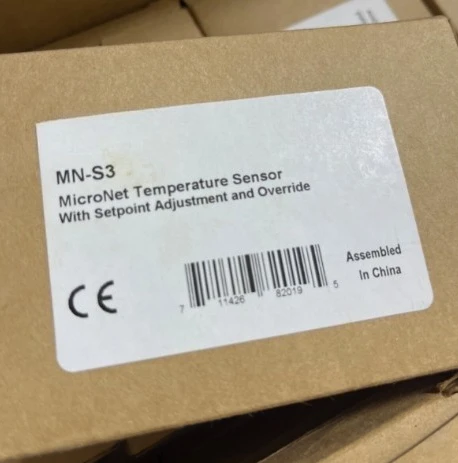 MN-S3
MicroNet Temperature Sensor
With Setpoint Adjustment and Override
Assembled
In China
CE
7 11426 82019 5